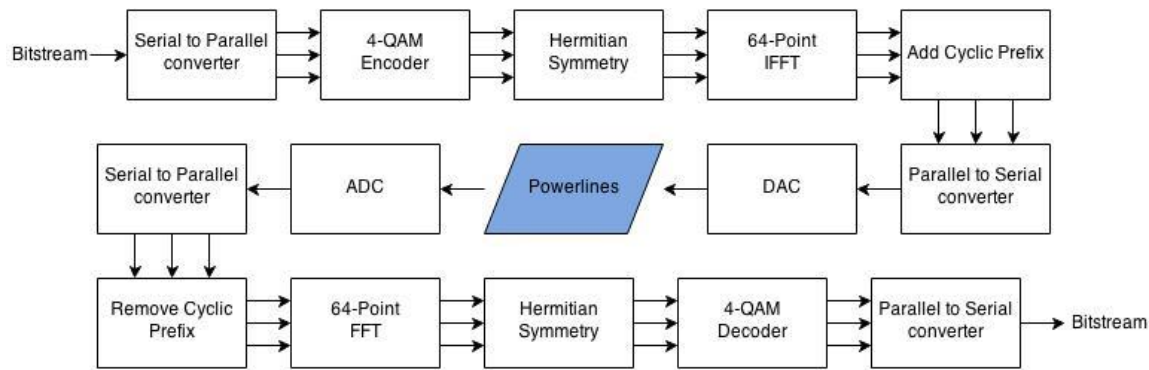 Bitstream
Serial to Parallel
converter
4-QAM
Encoder
Hermitian
Symmetry
64-Point
IFFT
Add Cyclic Prefix
Serial to Parallel
converter
ADC
Powerlines
DAC
Parallel to Serial
converter
Remove Cyclic
Prefix
64-Point
FFT
Hermitian
Symmetry
4-QAM
Decoder
Parallel to Serial
converter
Bitstream